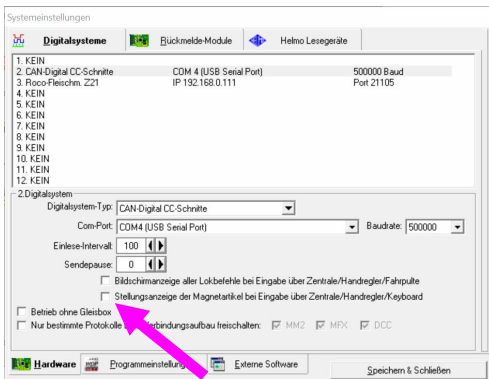 Systemeinstellungen
Digitalsysteme Rückmelde-Module Helmo Lesegeräte
1. KEIN
2. CAN-Digital CC-Schnitte COM 4 (USB Serial Port) 500000 Baud
3. Roco-Fleischm. Z21 IP 192.168.0.111 Port 21105
4. KEIN
5. KEIN
6. KEIN
7. KEIN
8. KEIN
9. KEIN
10. KEIN
11. KEIN
12. KEIN
2.Digitalsystem
Digitalsystem-Typ: CAN-Digital CC-Schnitte
Com-Port: COM4 (USB Serial Port) Baudrate: 500000
Einlese-Intervall: 100
Sendepause: 0
Bildschirmanzeige aller Lokbefehle bei Eingabe über Zentrale/Handregler/Fahrpulte
Stellungsanzeige der Magnetartikel bei Eingabe über Zentrale/Handregler/Keyboard
Betrieb ohne Gleisbox
Nur bestimmte Protokolle freischalten: MM2 MFX DCC
Hardware Programmeinstellung Externe Software Speichern & Schließen